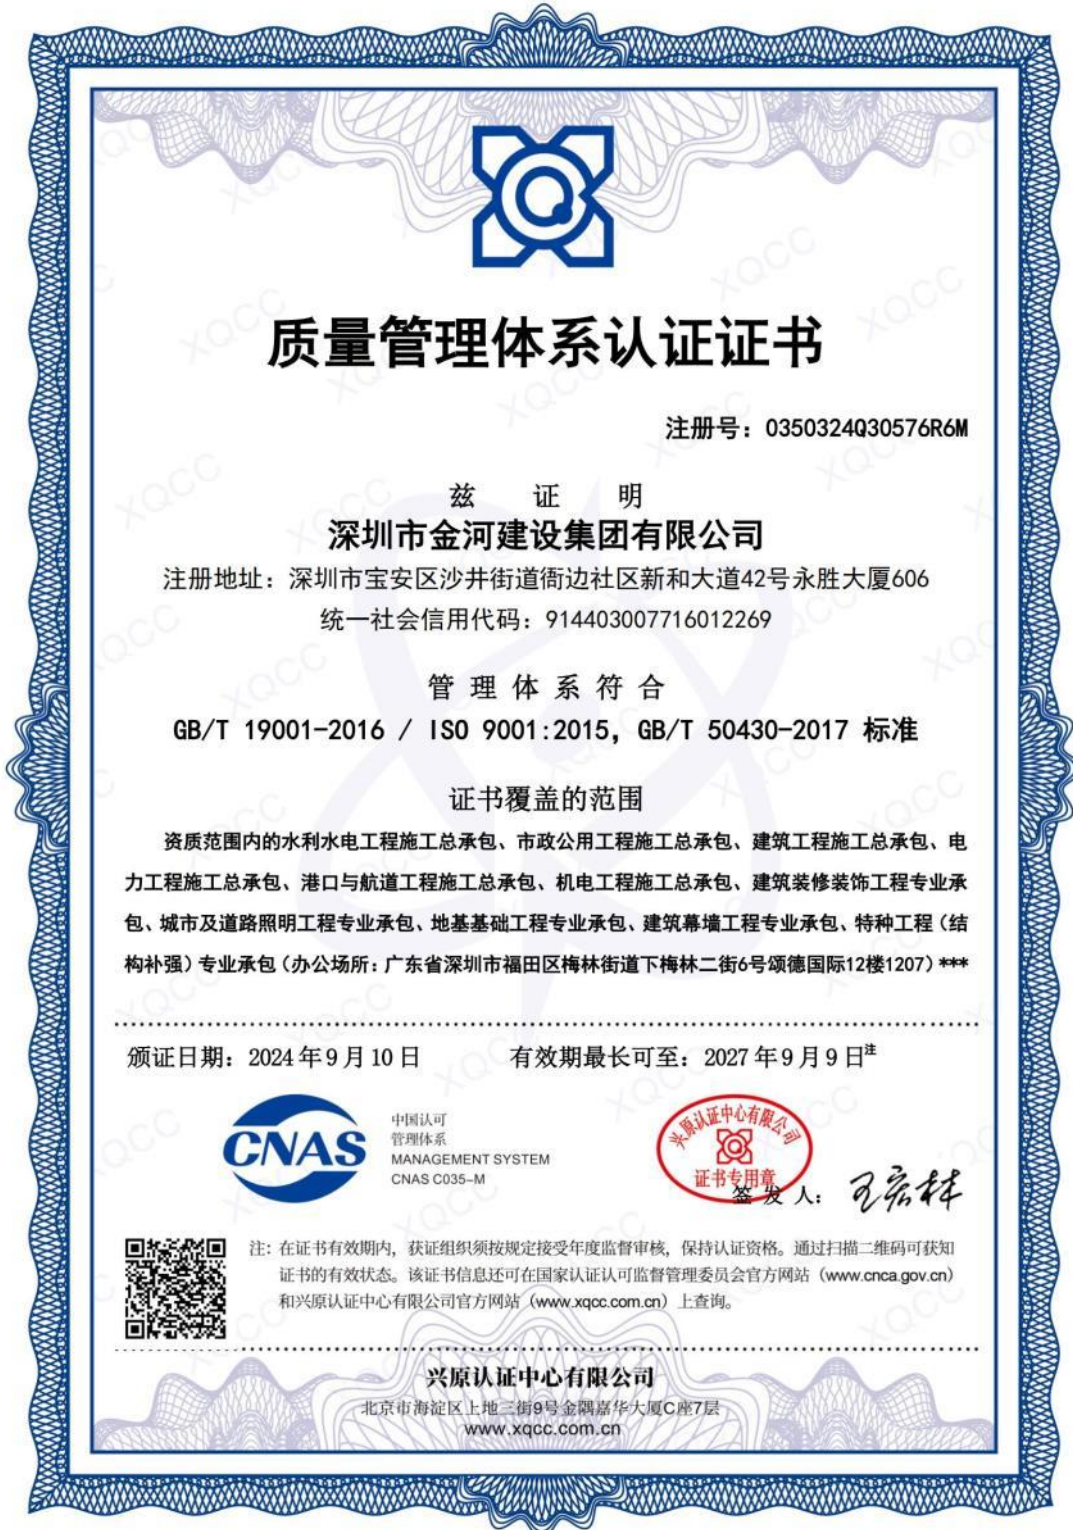 质量管理体系认证证书
注册号：0350324Q30576R6M
兹 证 明
深圳市金河建设集团有限公司
注册地址：深圳市宝安区沙井街道衙边社区新和大道42号永胜大厦606
统一社会信用代码：914403007716012269
管理体系符合
GB/T 19001-2016 / ISO 9001:2015，GB/T 50430-2017 标准
证书覆盖的范围
资质范围内的水利水电工程施工总承包、市政公用工程施工总承包、建筑工程施工总承包、电
力工程施工总承包、港口与航道工程施工总承包、机电工程施工总承包、建筑装修装饰工程专业承
包、城市及道路照明工程专业承包、地基基础工程专业承包、建筑幕墙工程专业承包、特种工程（结
构补强）专业承包（办公场所：广东省深圳市福田区梅林街道下梅林二街6号颂德国际12楼1207）***
颁证日期：2024年9月10日 有效期最长可至：2027年9月9日注
CNAS
中国认可
管理体系
MANAGEMENT SYSTEM
CNAS C035-M
兴原认证中心有限公司
证书专用章
签发人：王宏林
注：在证书有效期内，获证组织须按规定接受年度监督审核，保持认证资格。通过扫描二维码可获知
证书的有效状态。该证书信息还可在国家认证认可监督管理委员会官方网站（www.cnca.gov.cn）
和兴原认证中心有限公司官方网站（www.xqcc.com.cn）上查询。
兴原认证中心有限公司
北京市海淀区上地三街9号金隅嘉华大厦C座7层
www.xqcc.com.cn